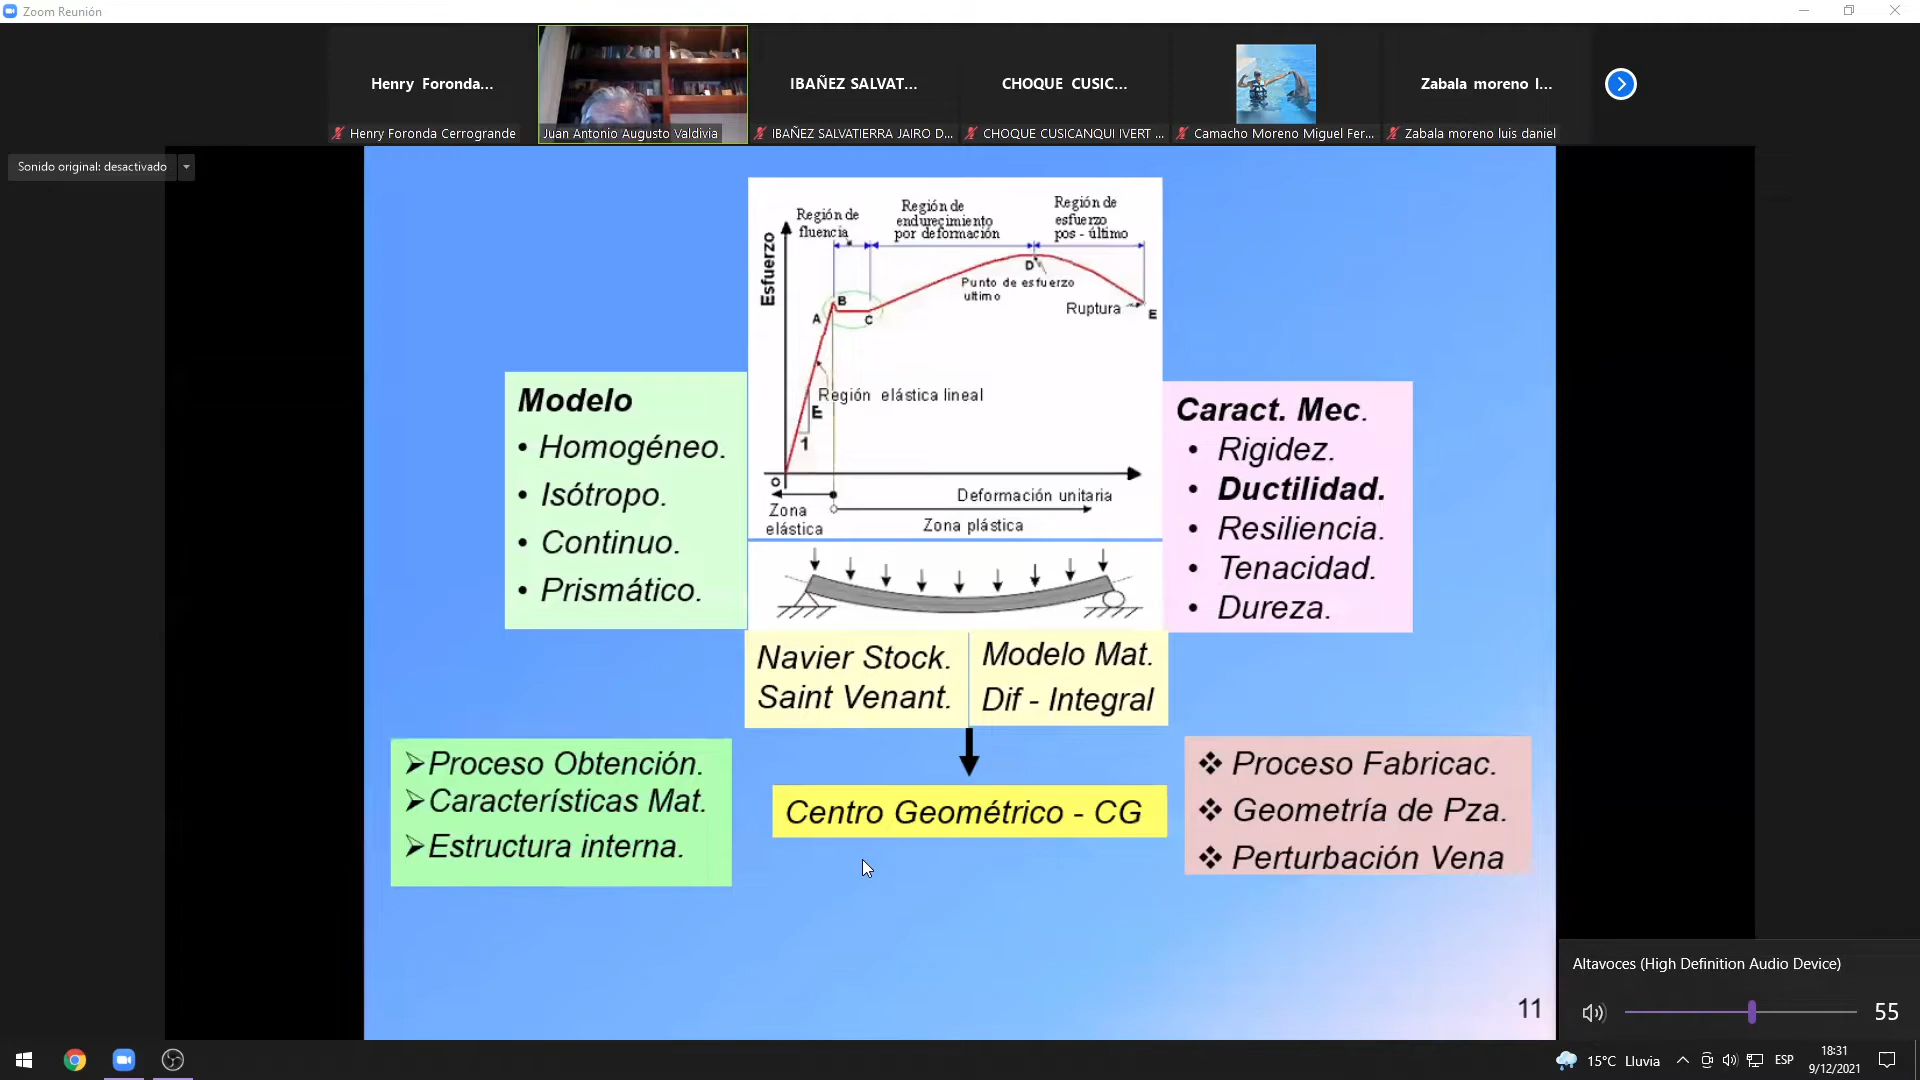 Zoom Reunión
Henry Foronda...
IBAÑEZ SALVAT...
CHOQUE CUSIC...
Zabala moreno l...
Henry Foronda Cerrogrande
Juan Antonio Augusto Valdivia
IBAÑEZ SALVATIERRA JAIRO D...
CHOQUE CUSICANQUI IVERT ...
Camacho Moreno Miguel Fer...
Zabala moreno luis daniel
Sonido original: desactivado
Esfuerzo
Región de
fluencia
Región de
endurecimiento
por deformación
Región de
esfuerzo
pos - último
A
B
C
D
Punto de esfuerzo
ultimo
Ruptura
E
Región elástica lineal
E
1
O
Deformación unitaria
Zona
elástica
Zona plástica
Modelo
• Homogéneo.
• Isótropo.
• Continuo.
• Prismático.
Caract. Mec.
• Rigidez.
• Ductilidad.
• Resiliencia.
• Tenacidad.
• Dureza.
Navier Stock.
Saint Venant.
Modelo Mat.
Dif - Integral
➢Proceso Obtención.
➢Características Mat.
➢Estructura interna.
Centro Geométrico - CG
❖ Proceso Fabricac.
❖ Geometría de Pza.
❖ Perturbación Vena
11
Altavoces (High Definition Audio Device)
55
15°C Lluvia
ESP
18:31
9/12/2021